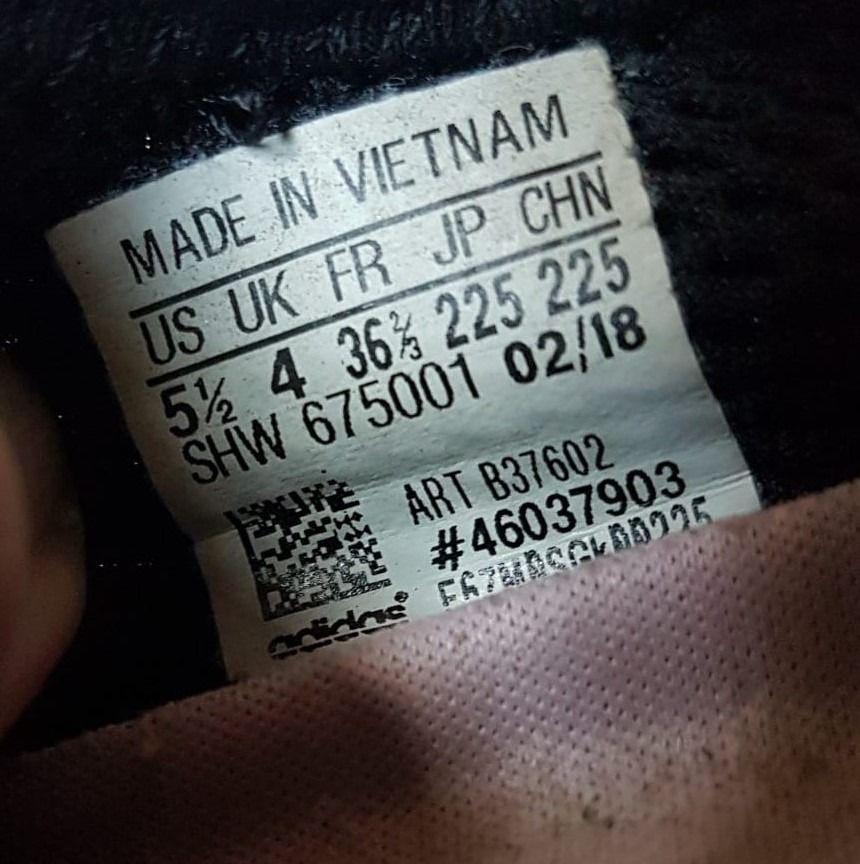 MADE IN VIETNAM
US UK FR JP CHN
5½ 4 36⅔ 225 225
SHW 675001 02/18
ART B37602
#46037903
adidas®